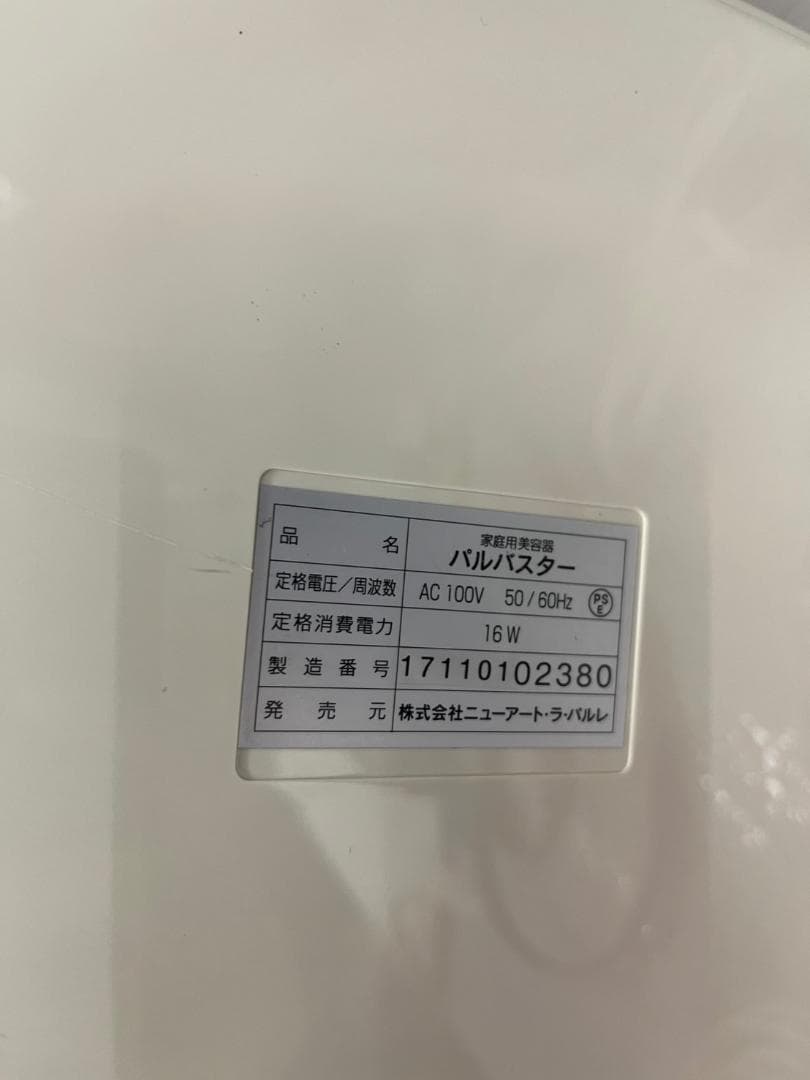 品名 家庭用美容器
パルバスター
定格電圧／周波数 AC 100V 50 / 60Hz PSE
定格消費電力 16W
製造番号 17110102380
発売元 株式会社ニューアート・ラ・パルレ